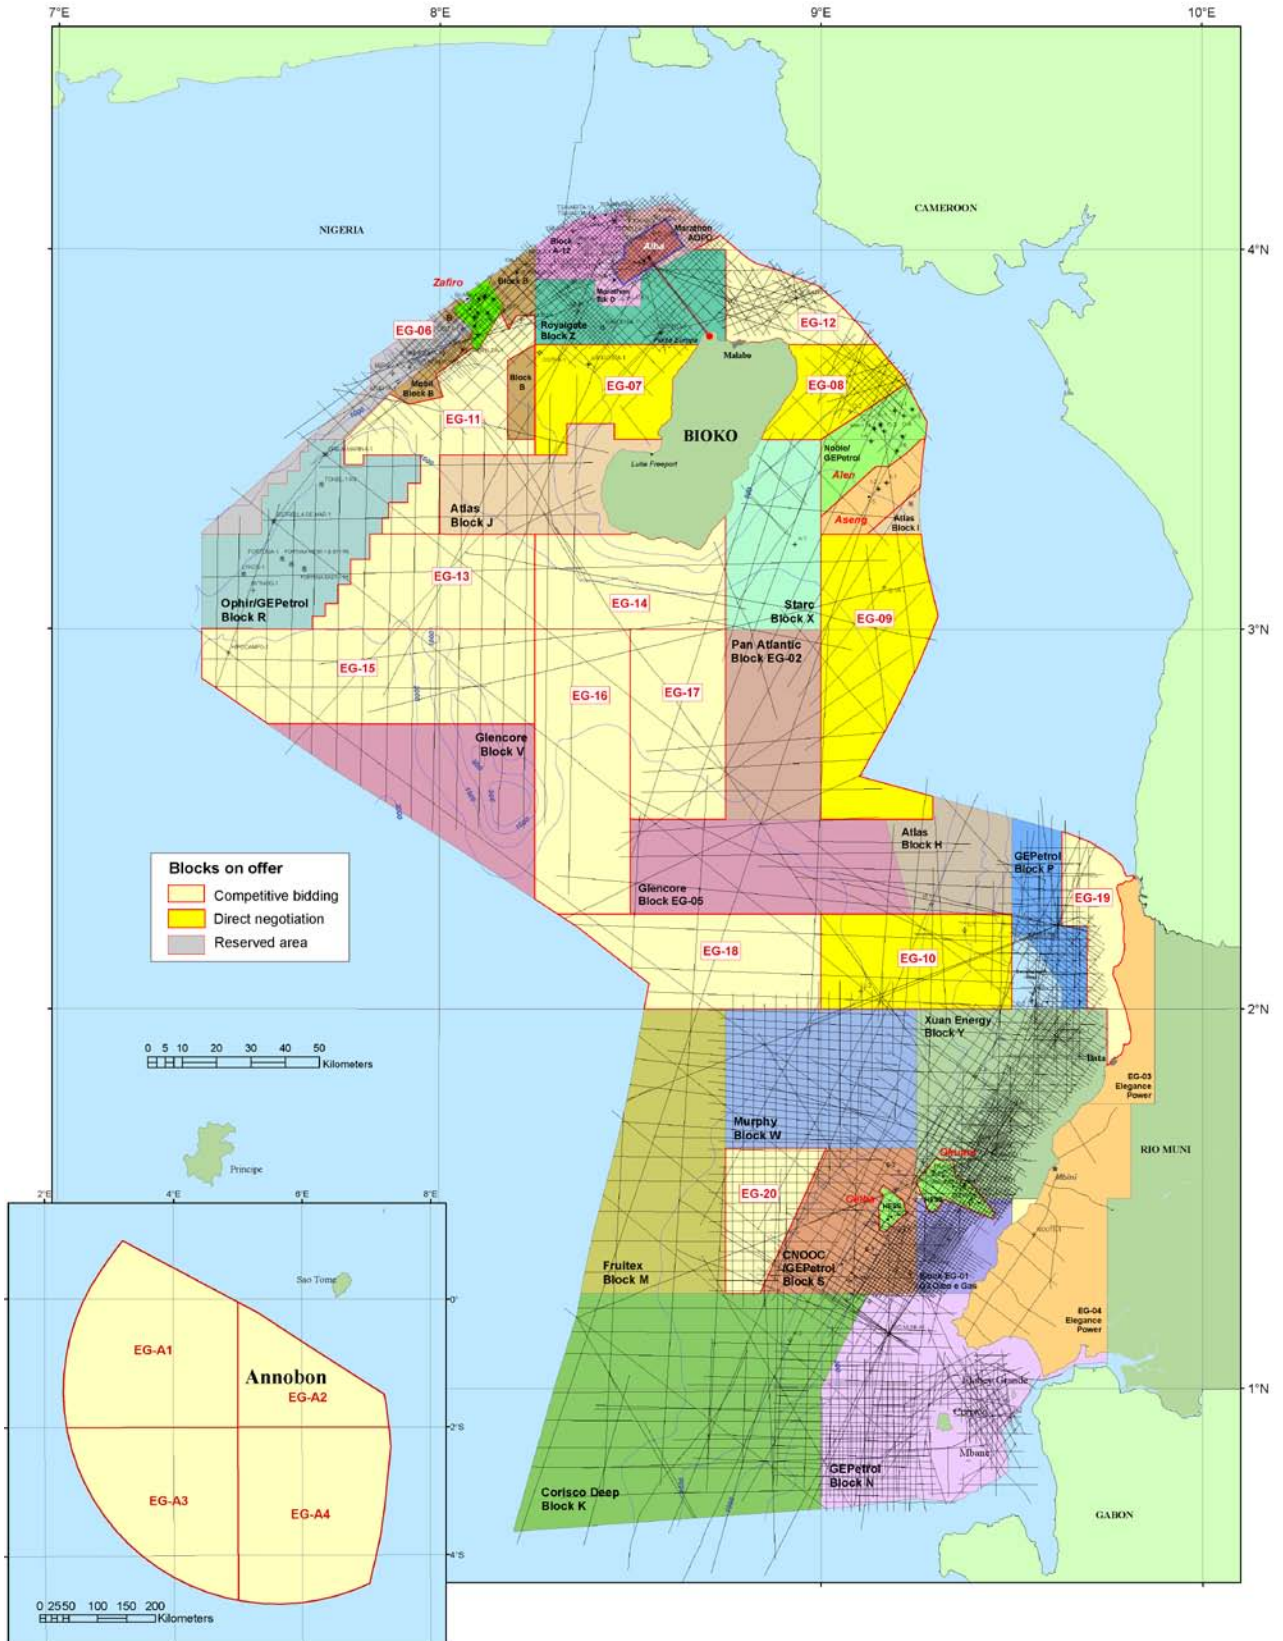 7°E
8°E
9°E
10°E
CAMEROON
NIGERIA
4°N
Block
A-12
Marathon
Alba
Zafiro
Block B
Marathon
Blk D
EG-06
Royalgate
Block Z
EG-12
Punta Europa
Malabo
Mobil
Block B
Block
B
EG-07
EG-08
EG-11
BIOKO
Noble/
GEPetrol
Luba Freeport
Alen
Atlas
Block J
Aseng
Atlas
Block I
EG-13
EG-14
Ophir/GEPetrol
Block R
Starc
Block X
EG-09
3°N
Pan Atlantic
Block EG-02
EG-15
EG-16
EG-17
Glencore
Block V
Atlas
Block H
GEPetrol
Block P
Blocks on offer
Competitive bidding
Direct negotiation
Reserved area
Glencore
Block EG-05
EG-19
EG-18
EG-10
2°N
Xuan Energy
Block Y
0 5 10 20 30 40 50
Kilometers
Bata
EG-03
Elegance
Power
Murphy
Block W
RIO MUNI
Principe
Mbini
2°E
4°E
6°E
8°E
EG-20
Ceiba
HESS
HESS
Fruitex
Block M
CNOOC
/GEPetrol
Block S
Block EG-01
Sao Tome
0°
EG-04
Elegance
Power
EG-A1
Annobon
EG-A2
1°N
Elobey Grande
Corisco
2°S
Mbane
GEPetrol
Block N
Corisco Deep
Block K
EG-A3
EG-A4
GABON
4°S
0 25 50 100 150 200
Kilometers